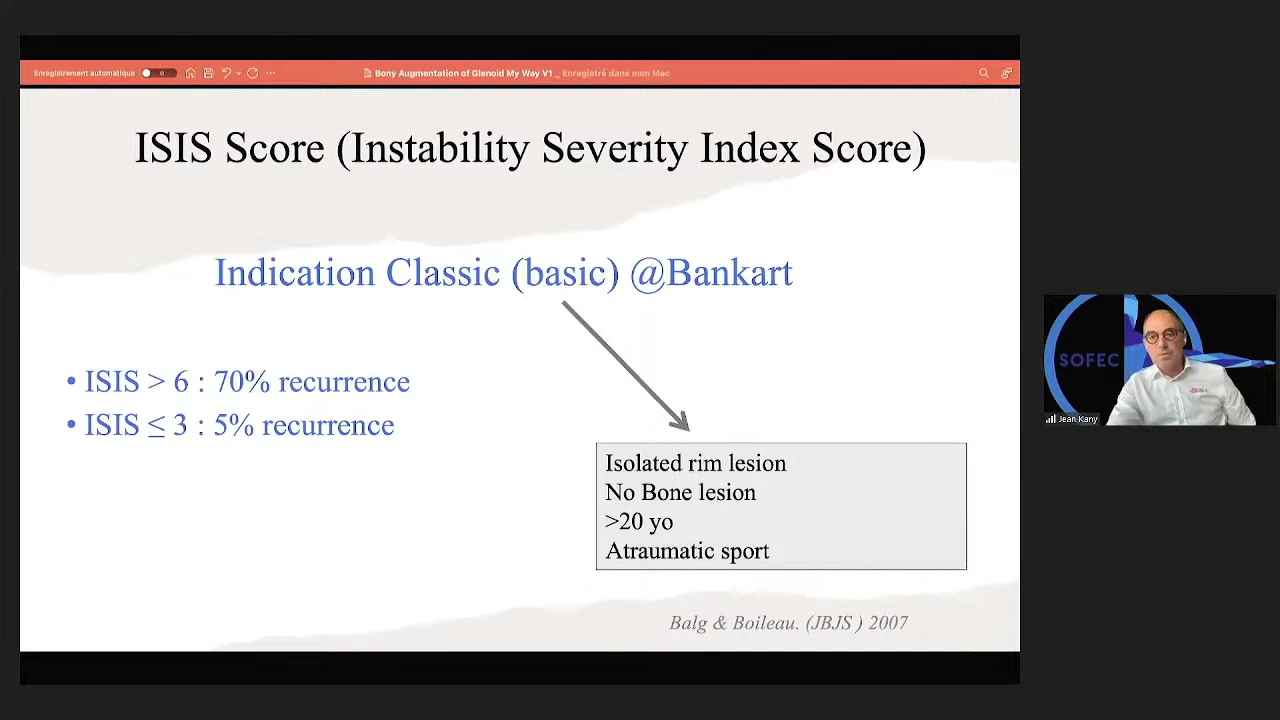 Enregistrement automatique
Bony Augmentation of Glenoid My Way V1 _ Enregistré dans mon Mac
ISIS Score (Instability Severity Index Score)
Indication Classic (basic) @Bankart
• ISIS > 6 : 70% recurrence
• ISIS ≤ 3 : 5% recurrence
Isolated rim lesion
No Bone lesion
>20 yo
Atraumatic sport
Balg & Boileau. (JBJS ) 2007
SOFEC
Jean Kany